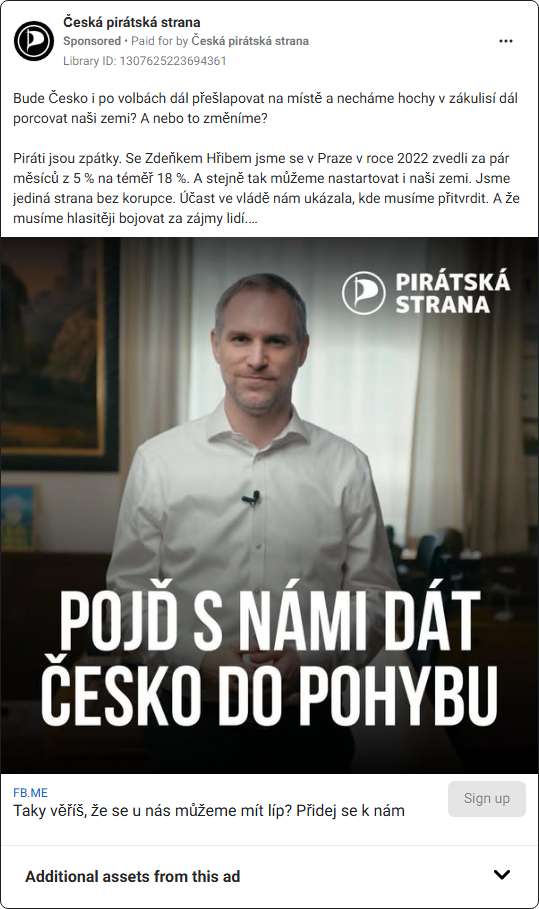 Česká pirátská strana
Sponsored • Paid for by Česká pirátská strana
Library ID: 1307625223694361
Bude Česko i po volbách dál přešlapovat na místě a necháme hochy v zákulisí dál
porcovat naši zemi? A nebo to změníme?
Piráti jsou zpátky. Se Zdeňkem Hřibem jsme se v Praze v roce 2022 zvedli za pár
měsíců z 5 % na téměř 18 %. A stejně tak můžeme nastartovat i naši zemi. Jsme
jediná strana bez korupce. Účast ve vládě nám ukázala, kde musíme přitvrdit. A že
musíme hlasitěji bojovat za zájmy lidí....
PIRÁTSKÁ
STRANA
POJĎ S NÁMI DÁT
ČESKO DO POHYBU
FB.ME
Taky věříš, že se u nás můžeme mít líp? Přidej se k nám
Sign up
Additional assets from this ad